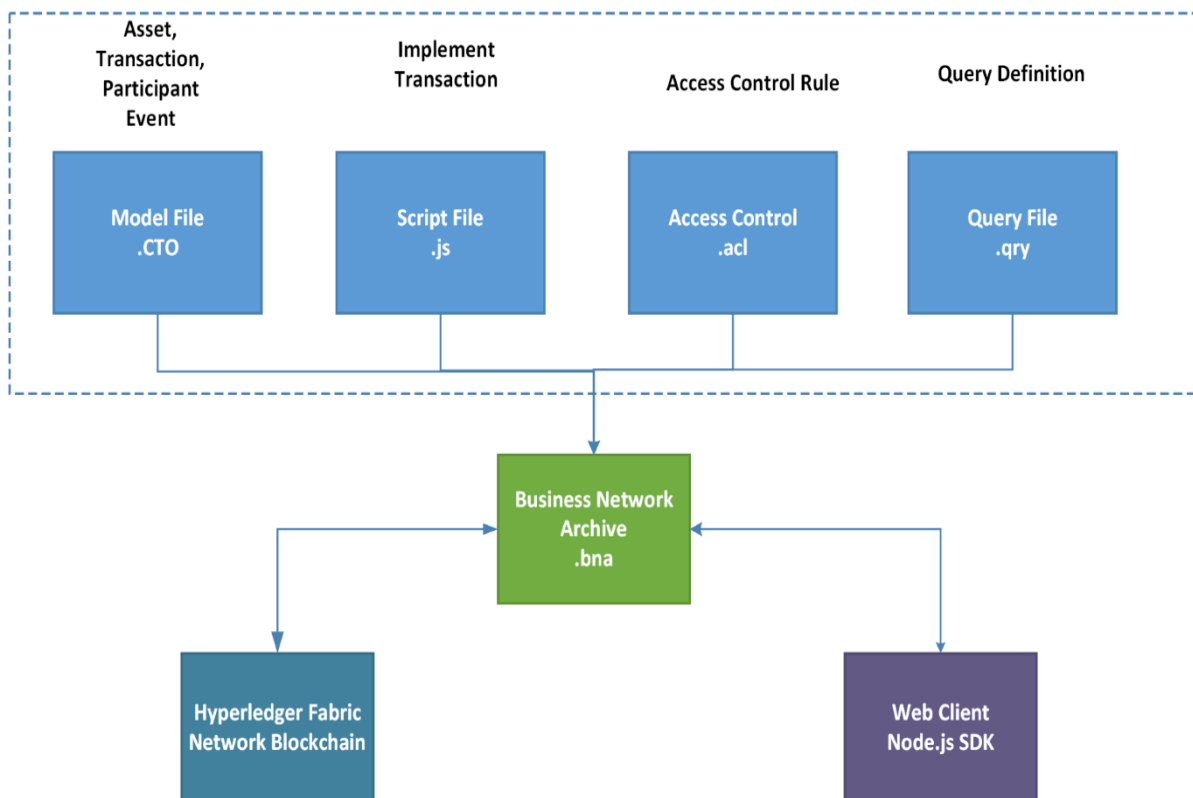 Asset,
Transaction,
Participant
Event
Implement
Transaction
Access Control Rule
Query Definition
Model File
.CTO
Script File
.js
Access Control
.acl
Query File
.qry
Business Network
Archive
.bna
Hyperledger Fabric
Network Blockchain
Web Client
Node.js SDK